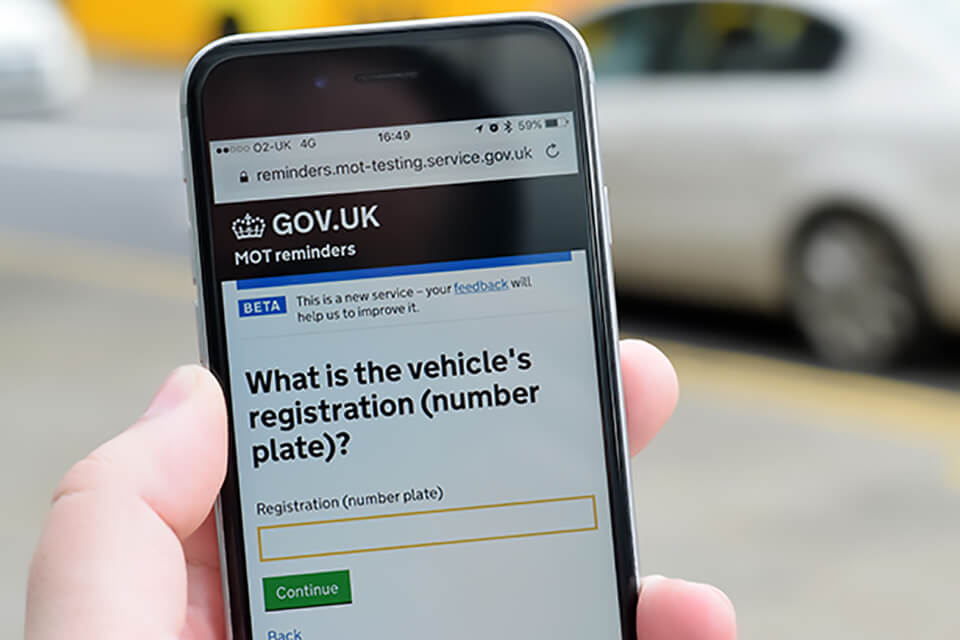 O2-UK 4G 16:49 59%
reminders.mot-testing.service.gov.uk
GOV.UK
MOT reminders
BETA This is a new service – your feedback will
help us to improve it.
What is the vehicle's
registration (number
plate)?
Registration (number plate)
Continue
Back